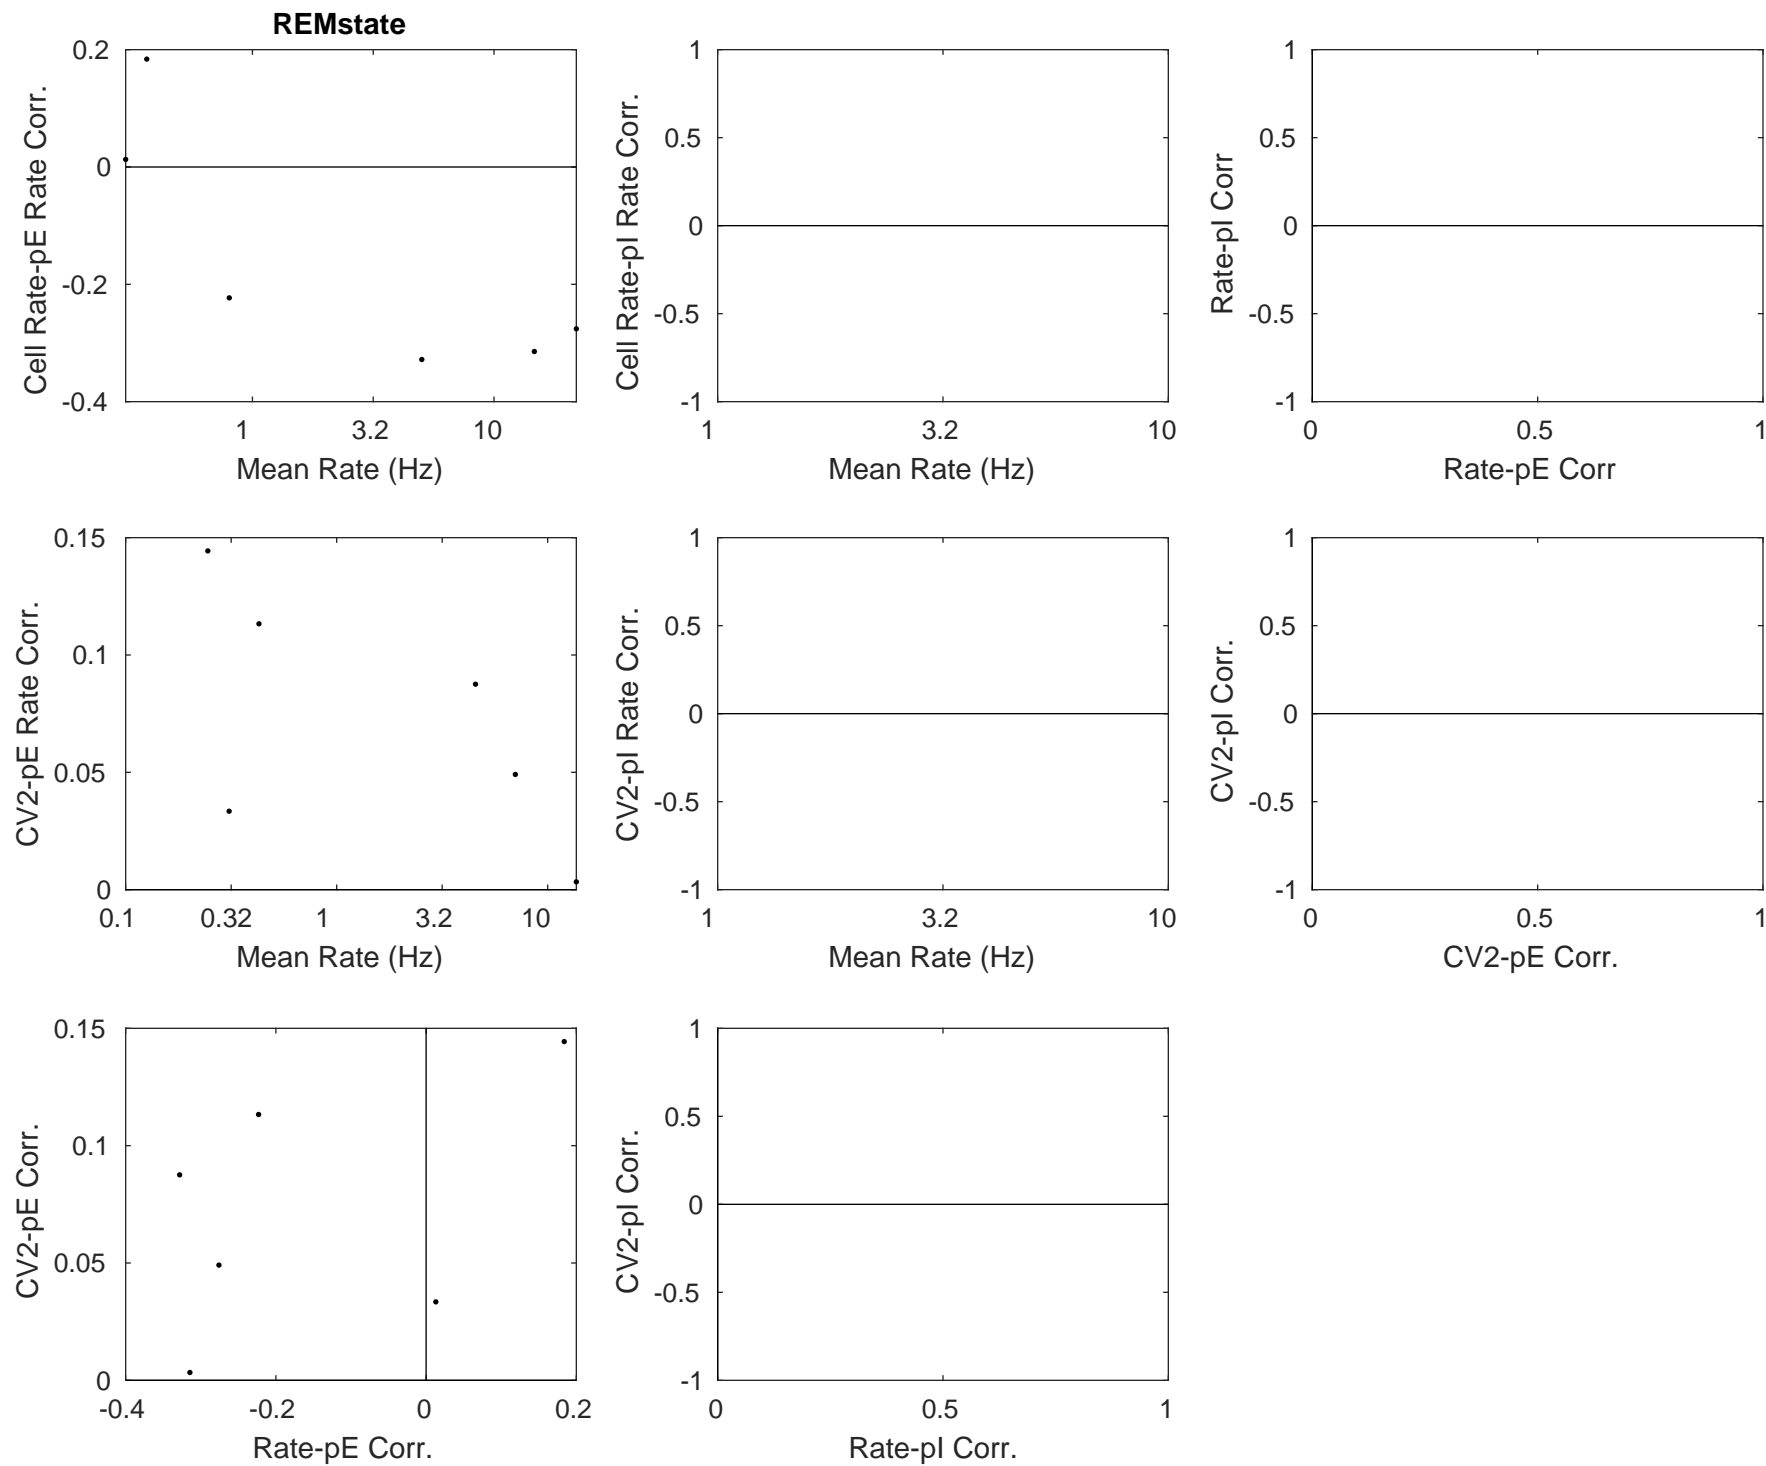 REMstate
0.2
0
-0.2
-0.4
Cell Rate-pE Rate Corr.
1 3.2 10
Mean Rate (Hz)
1
0.5
0
-0.5
-1
Cell Rate-pI Rate Corr.
1 3.2 10
Mean Rate (Hz)
1
0.5
0
-0.5
-1
Rate-pI Corr
0 0.5 1
Rate-pE Corr
0.15
0.1
0.05
0
CV2-pE Rate Corr.
0.1 0.32 1 3.2 10
Mean Rate (Hz)
1
0.5
0
-0.5
-1
CV2-pI Rate Corr.
1 3.2 10
Mean Rate (Hz)
1
0.5
0
-0.5
-1
CV2-pI Corr.
0 0.5 1
CV2-pE Corr.
0.15
0.1
0.05
0
CV2-pE Corr.
-0.4 -0.2 0 0.2
Rate-pE Corr.
1
0.5
0
-0.5
-1
CV2-pI Corr.
0 0.5 1
Rate-pI Corr.